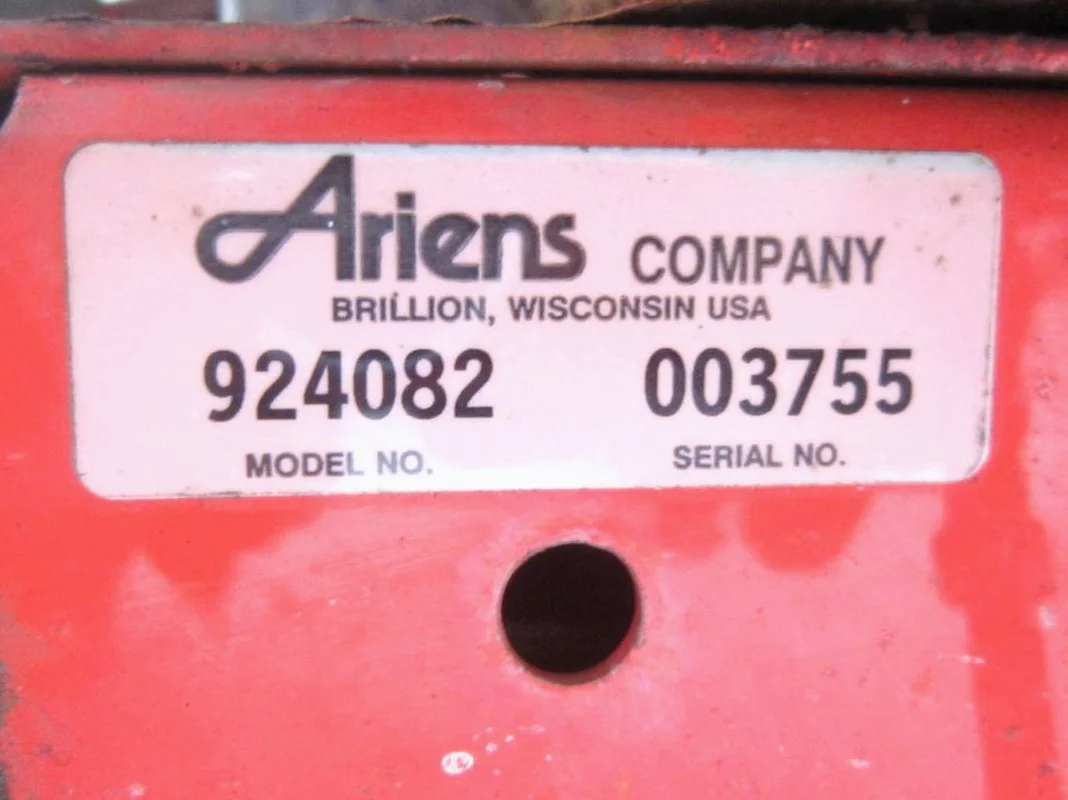 Ariens COMPANY
BRILLION, WISCONSIN USA
924082 003755
MODEL NO. SERIAL NO.